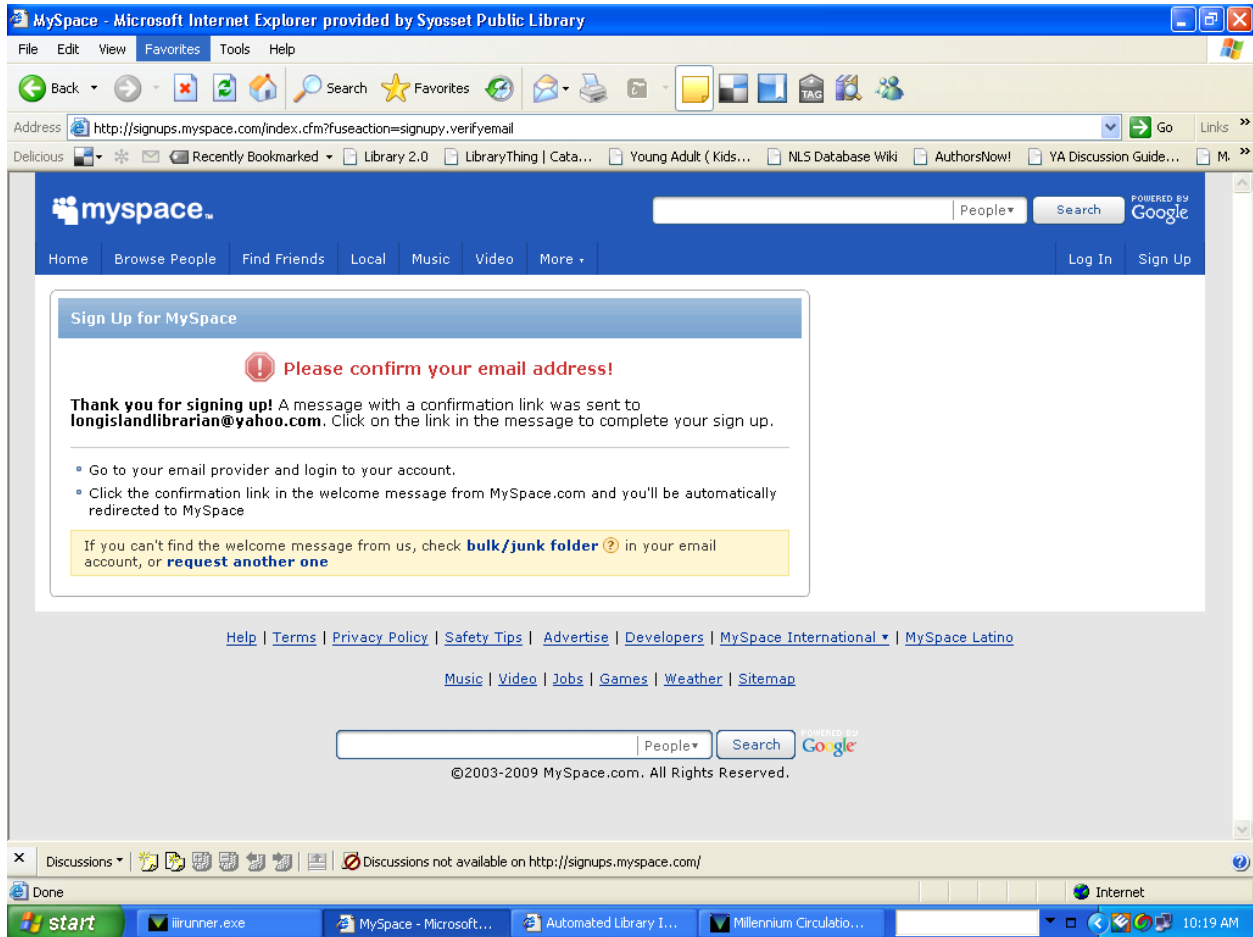 MySpace - Microsoft Internet Explorer provided by Syosset Public Library
File Edit View Favorites Tools Help
Back Search Favorites TAG
Address http://signups.myspace.com/index.cfm?fuseaction=signupy.verifyemail Go Links »
Delicious Recently Bookmarked Library 2.0 LibraryThing | Cata... Young Adult ( Kids... NLS Database Wiki AuthorsNow! YA Discussion Guide... M. »
myspace™ People Search POWERED BY Google
Home Browse People Find Friends Local Music Video More Log In Sign Up
Sign Up for MySpace
Please confirm your email address!
Thank you for signing up! A message with a confirmation link was sent to
longislandlibrarian@yahoo.com. Click on the link in the message to complete your sign up.
Go to your email provider and login to your account.
Click the confirmation link in the welcome message from MySpace.com and you'll be automatically
redirected to MySpace
If you can't find the welcome message from us, check bulk/junk folder ? in your email
account, or request another one
Help | Terms | Privacy Policy | Safety Tips | Advertise | Developers | MySpace International | MySpace Latino
Music | Video | Jobs | Games | Weather | Sitemap
People Search POWERED BY Google
©2003-2009 MySpace.com. All Rights Reserved.
Discussions Discussions not available on http://signups.myspace.com/
Done Internet
start iiirunner.exe MySpace - Microsoft... Automated Library I... Millennium Circulatio... 10:19 AM